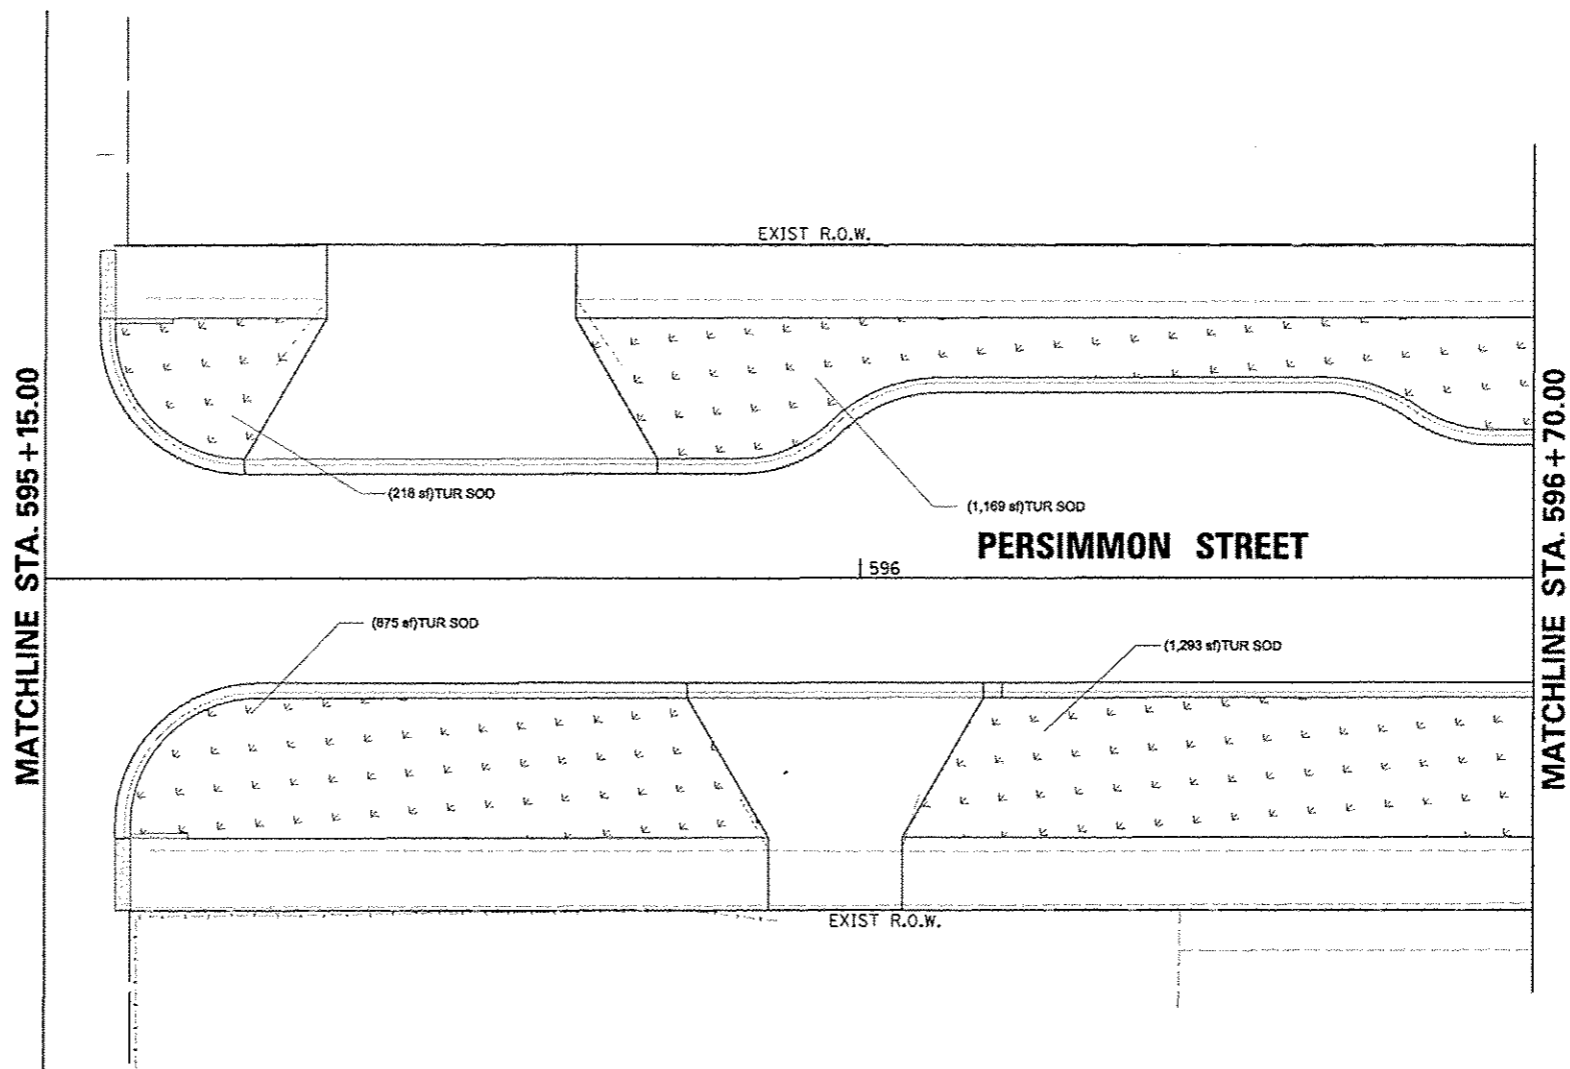 EXIST R.O.W.
MATCHLINE STA. 595+15.00
MATCHLINE STA. 596+70.00
(218 sf)TUR SOD
(1,169 sf)TUR SOD
PERSIMMON STREET
596
(875 sf)TUR SOD
(1,293 sf)TUR SOD
EXIST R.O.W.